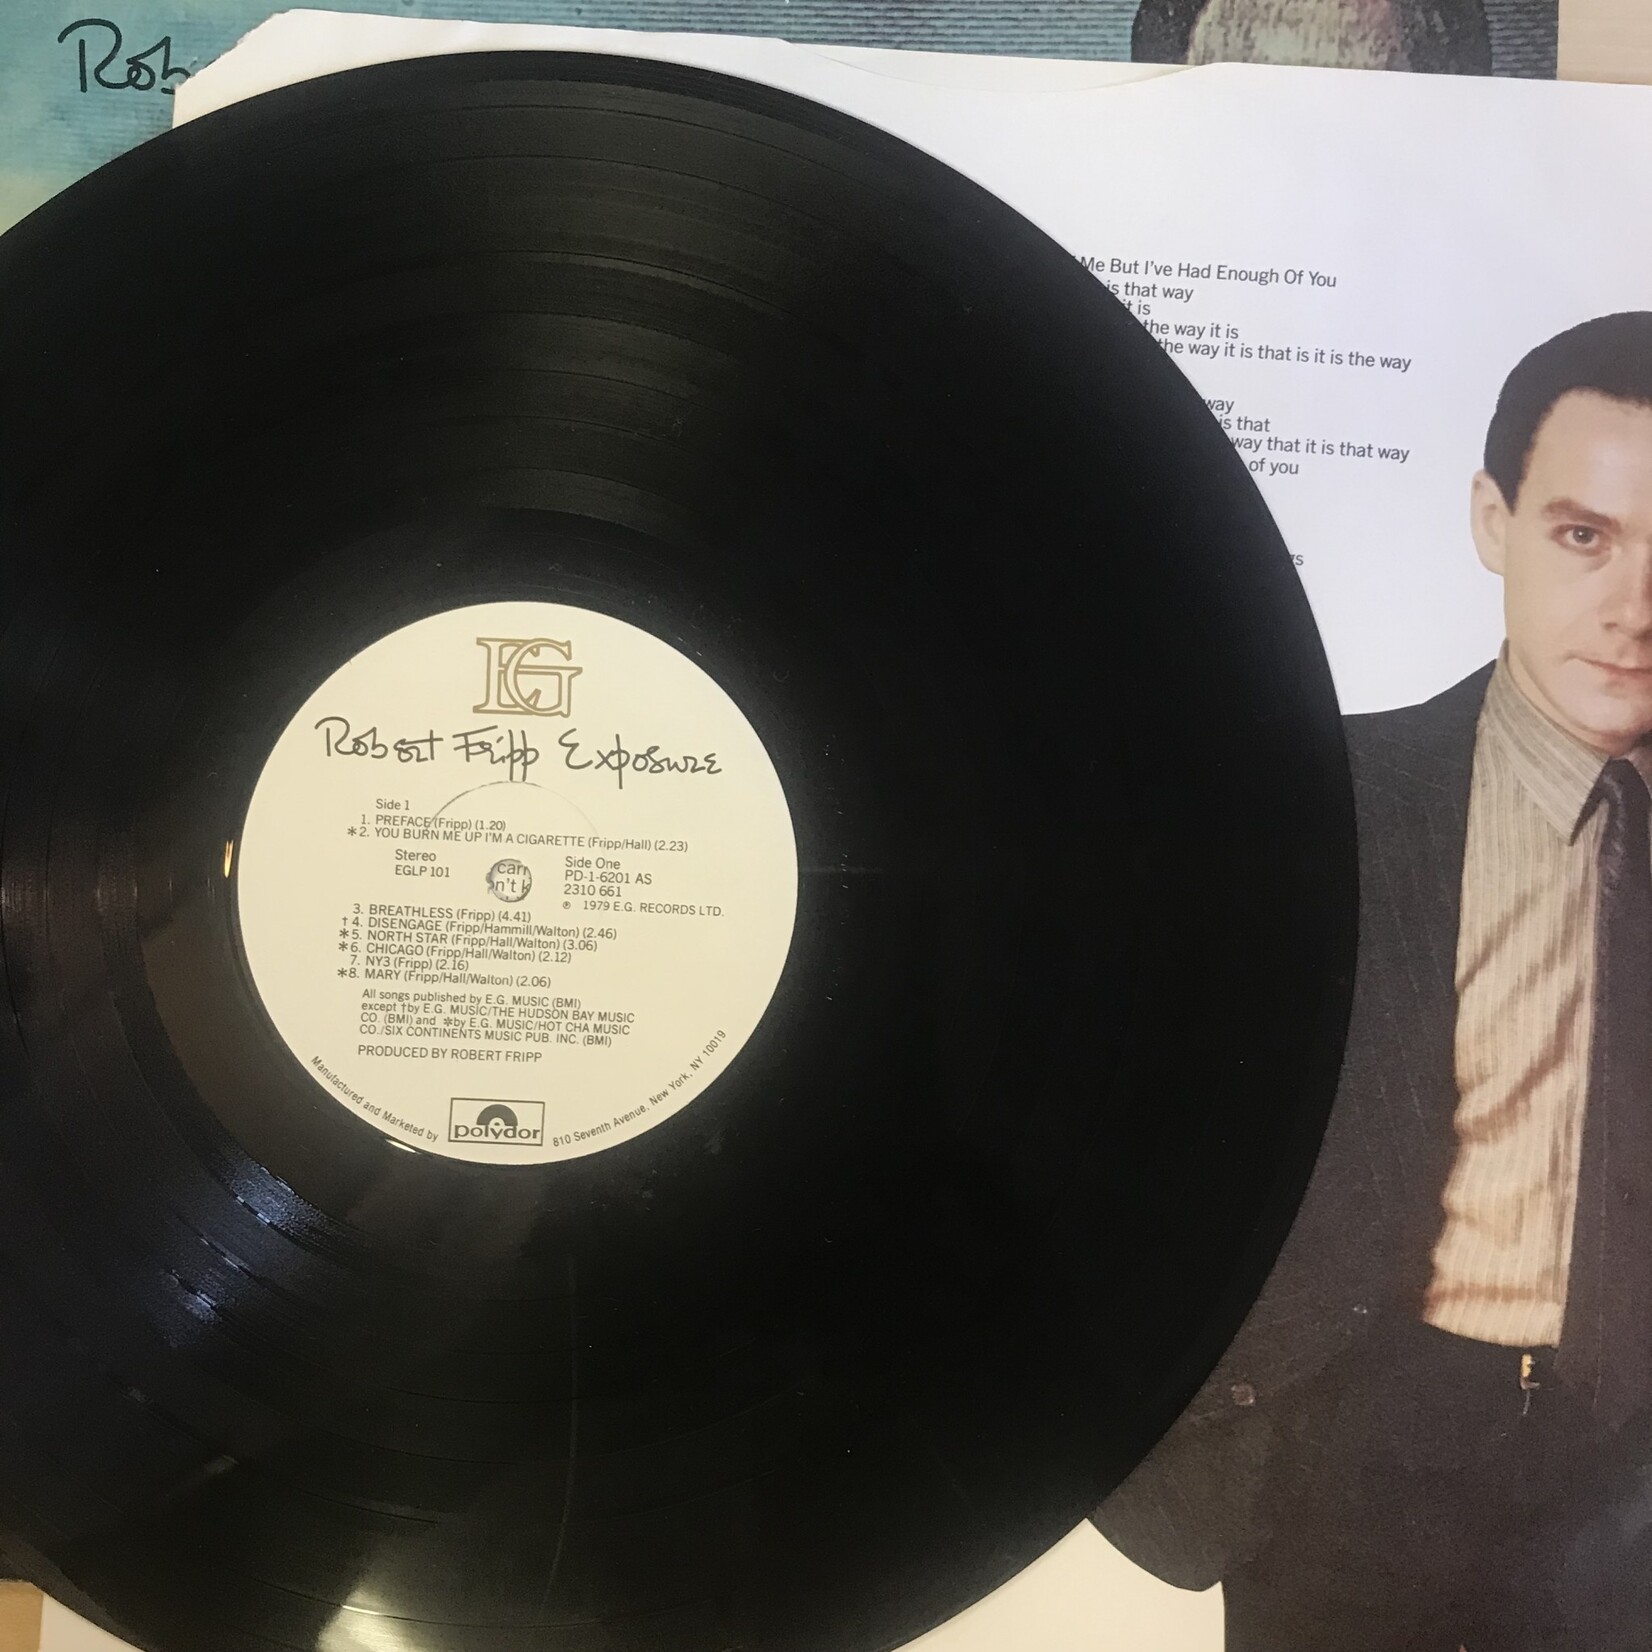 Rob
Me But I've Had Enough Of You
is that way
it is
the way it is
the way it is that is it is the way
way
is that
way that it is that way
of you
EG
Robert Fripp Exposure
Side 1
1. PREFACE (Fripp) (1.20)
*2. YOU BURN ME UP I'M A CIGARETTE (Fripp/Hall) (2.23)
Stereo
EGLP 101
Side One
PD-1-6201 AS
2310 661
℗ 1979 E.G. RECORDS LTD.
3. BREATHLESS (Fripp) (4.41)
†4. DISENGAGE (Fripp/Hammill/Walton) (2.46)
*5. NORTH STAR (Fripp/Hall/Walton) (3.06)
*6. CHICAGO (Fripp/Hall/Walton) (2.12)
7. NY3 (Fripp) (2.16)
*8. MARY (Fripp/Hall/Walton) (2.06)
All songs published by E.G. MUSIC (BMI)
except †by E.G. MUSIC/THE HUDSON BAY MUSIC
CO. (BMI) and *by E.G. MUSIC/HOT CHA MUSIC
CO./SIX CONTINENTS MUSIC PUB. INC. (BMI)
PRODUCED BY ROBERT FRIPP
Manufactured and Marketed by
polydor
810 Seventh Avenue, New York, NY 10019